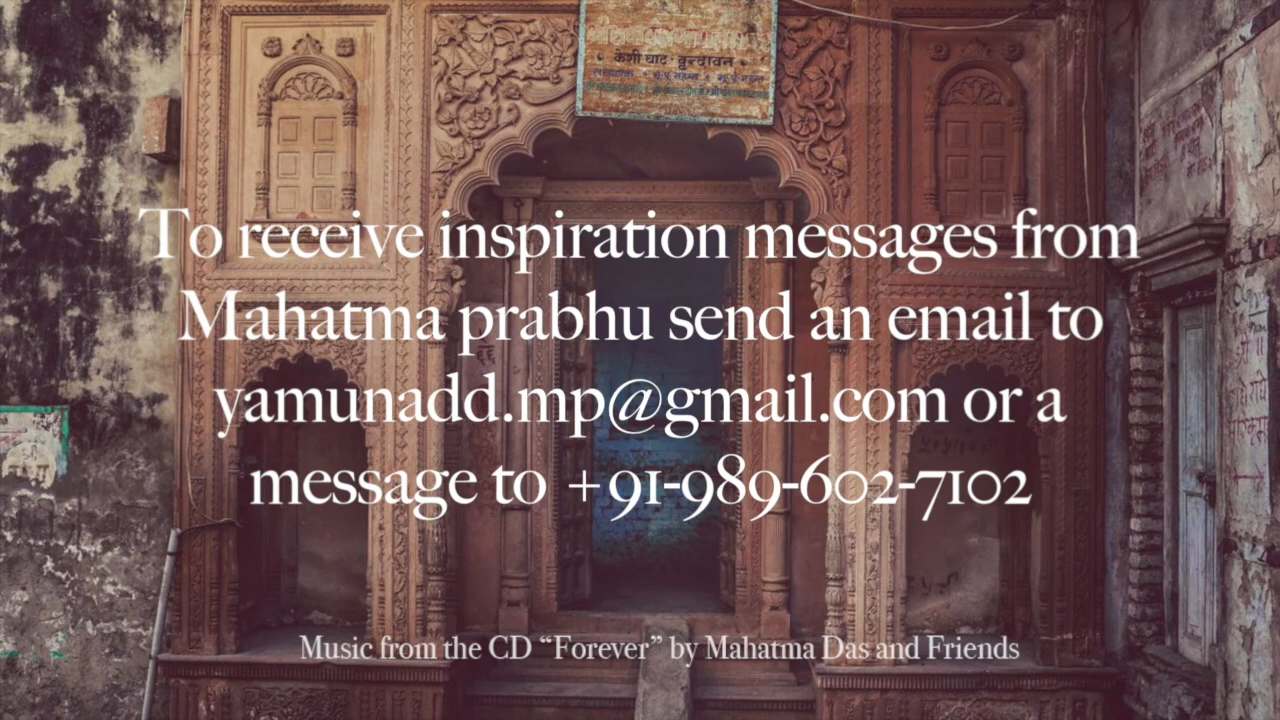 केशी घाट · वृन्दावन
To receive inspiration messages from
Mahatma prabhu send an email to
yamunadd.mp@gmail.com or a
message to +91-989-602-7102
Music from the CD “Forever” by Mahatma Das and Friends